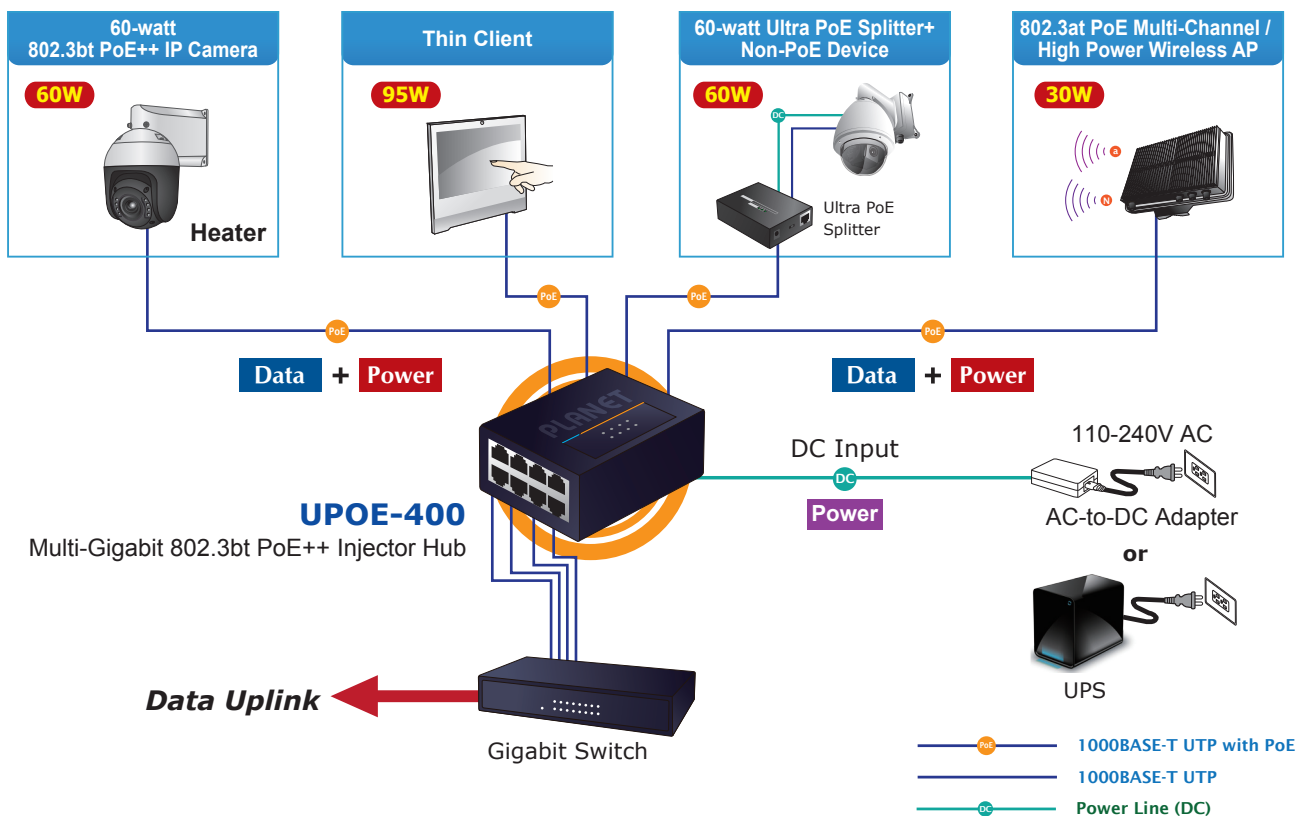 60-watt
802.3bt PoE++ IP Camera
Thin Client
60-watt Ultra PoE Splitter+
Non-PoE Device
802.3at PoE Multi-Channel /
High Power Wireless AP
60W
95W
60W
30W
DC
a
N
Heater
Ultra PoE
Splitter
PoE
PoE
PoE
PoE
Data + Power
Data + Power
PLANET
DC Input
DC
Power
110-240V AC
AC-to-DC Adapter
or
UPS
UPOE-400
Multi-Gigabit 802.3bt PoE++ Injector Hub
Data Uplink
Gigabit Switch
PoE
1000BASE-T UTP with PoE
1000BASE-T UTP
DC
Power Line (DC)